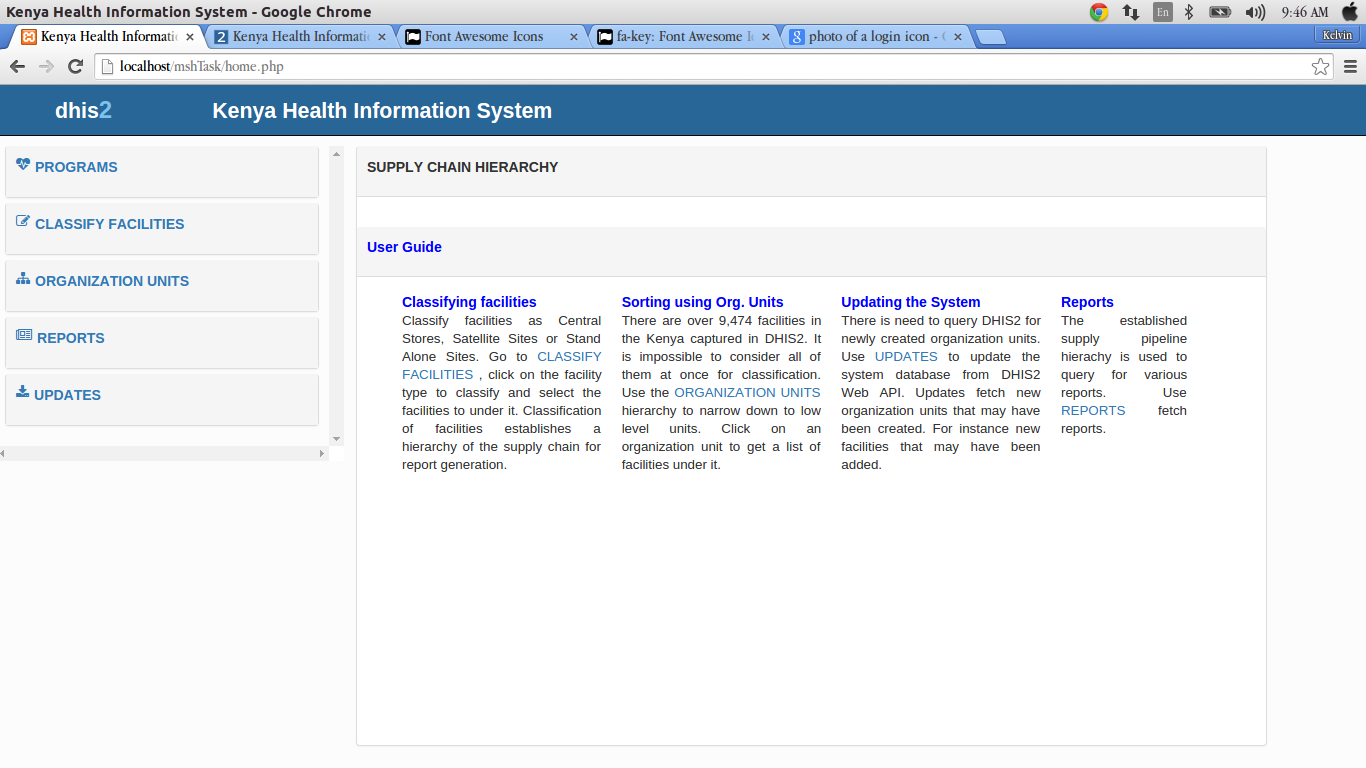 Kenya Health Information System - Google Chrome
En
9:46 AM
Kenya Health Informati
2 Kenya Health Informati
Font Awesome Icons
fa-key: Font Awesome I
8 photo of a login icon -
Kelvin
localhost/mshTask/home.php
dhis2
Kenya Health Information System
PROGRAMS
CLASSIFY FACILITIES
ORGANIZATION UNITS
REPORTS
UPDATES
SUPPLY CHAIN HIERARCHY
User Guide
Classifying facilities
Classify facilities as Central
Stores, Satellite Sites or Stand
Alone Sites. Go to CLASSIFY
FACILITIES , click on the facility
type to classify and select the
facilities to under it. Classification
of facilities establishes a
hierarchy of the supply chain for
report generation.
Sorting using Org. Units
There are over 9,474 facilities in
the Kenya captured in DHIS2. It
is impossible to consider all of
them at once for classification.
Use the ORGANIZATION UNITS
hierarchy to narrow down to low
level units. Click on an
organization unit to get a list of
facilities under it.
Updating the System
There is need to query DHIS2 for
newly created organization units.
Use UPDATES to update the
system database from DHIS2
Web API. Updates fetch new
organization units that may have
been created. For instance new
facilities that may have been
added.
Reports
The established
supply pipeline
hierachy is used to
query for various
reports. Use
REPORTS fetch
reports.